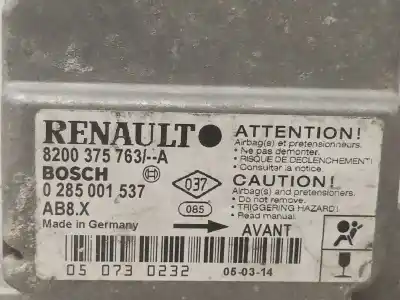 RENAULT
8200 375 763/--A
BOSCH
0 285 001 537
AB8.X
Made in Germany
037
085
AVANT
ATTENTION!
Airbag(s) et pretensionneurs.
• Ne pas demonter.
• RISQUE DE DECLENCHEMENT!
• Consulter la notice.
CAUTION!
Airbag(s) and pretensioners.
• Do not remove.
• TRIGGERING HAZARD!
• Read manual.
05 073 0232
05-03-14